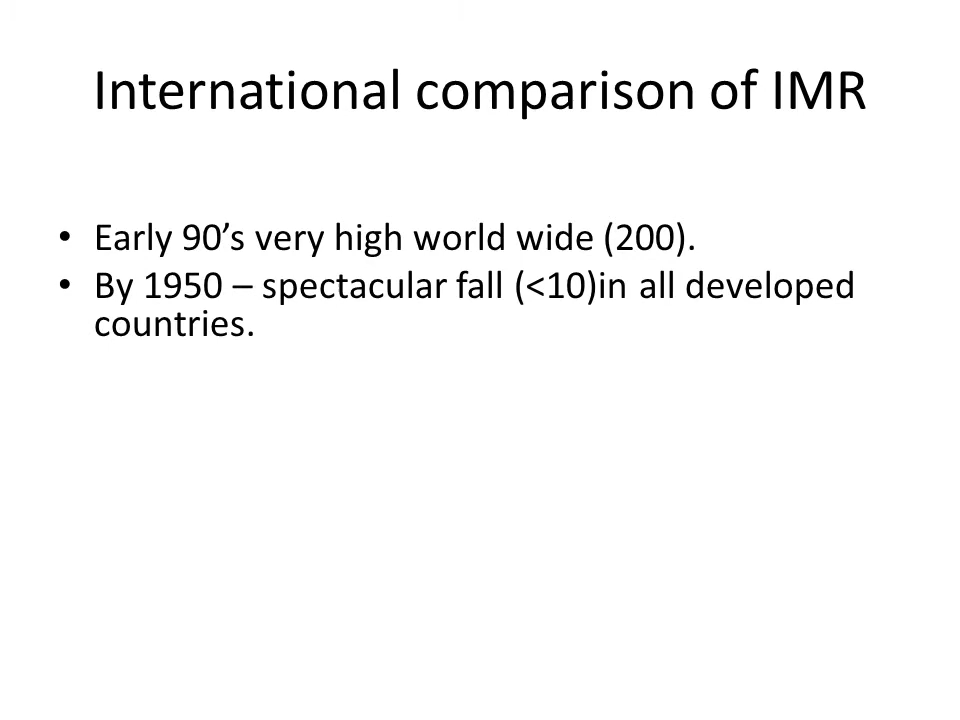 International comparison of IMR
• Early 90’s very high world wide (200).
• By 1950 – spectacular fall (<10)in all developed
countries.